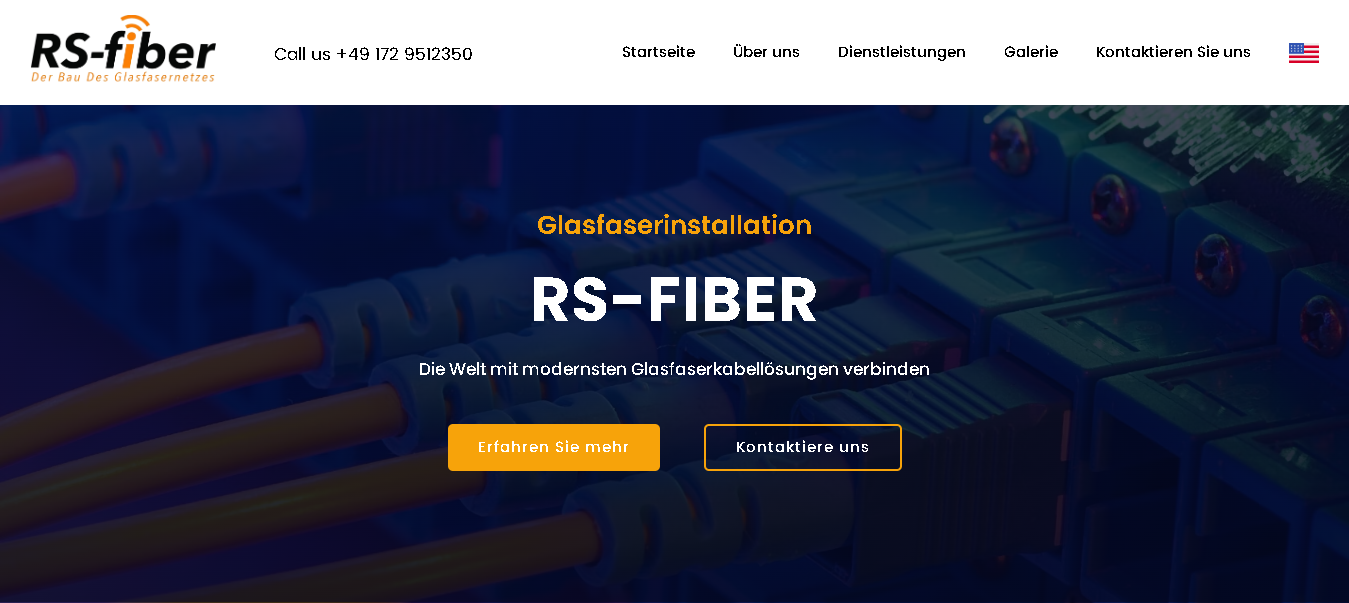 RS-fiber
Der Bau Des Glasfasernetzes
Call us +49 172 9512350
Startseite
Über uns
Dienstleistungen
Galerie
Kontaktieren Sie uns
Glasfaserinstallation
RS-FIBER
Die Welt mit modernsten Glasfaserkabellösungen verbinden
Erfahren Sie mehr
Kontaktiere uns